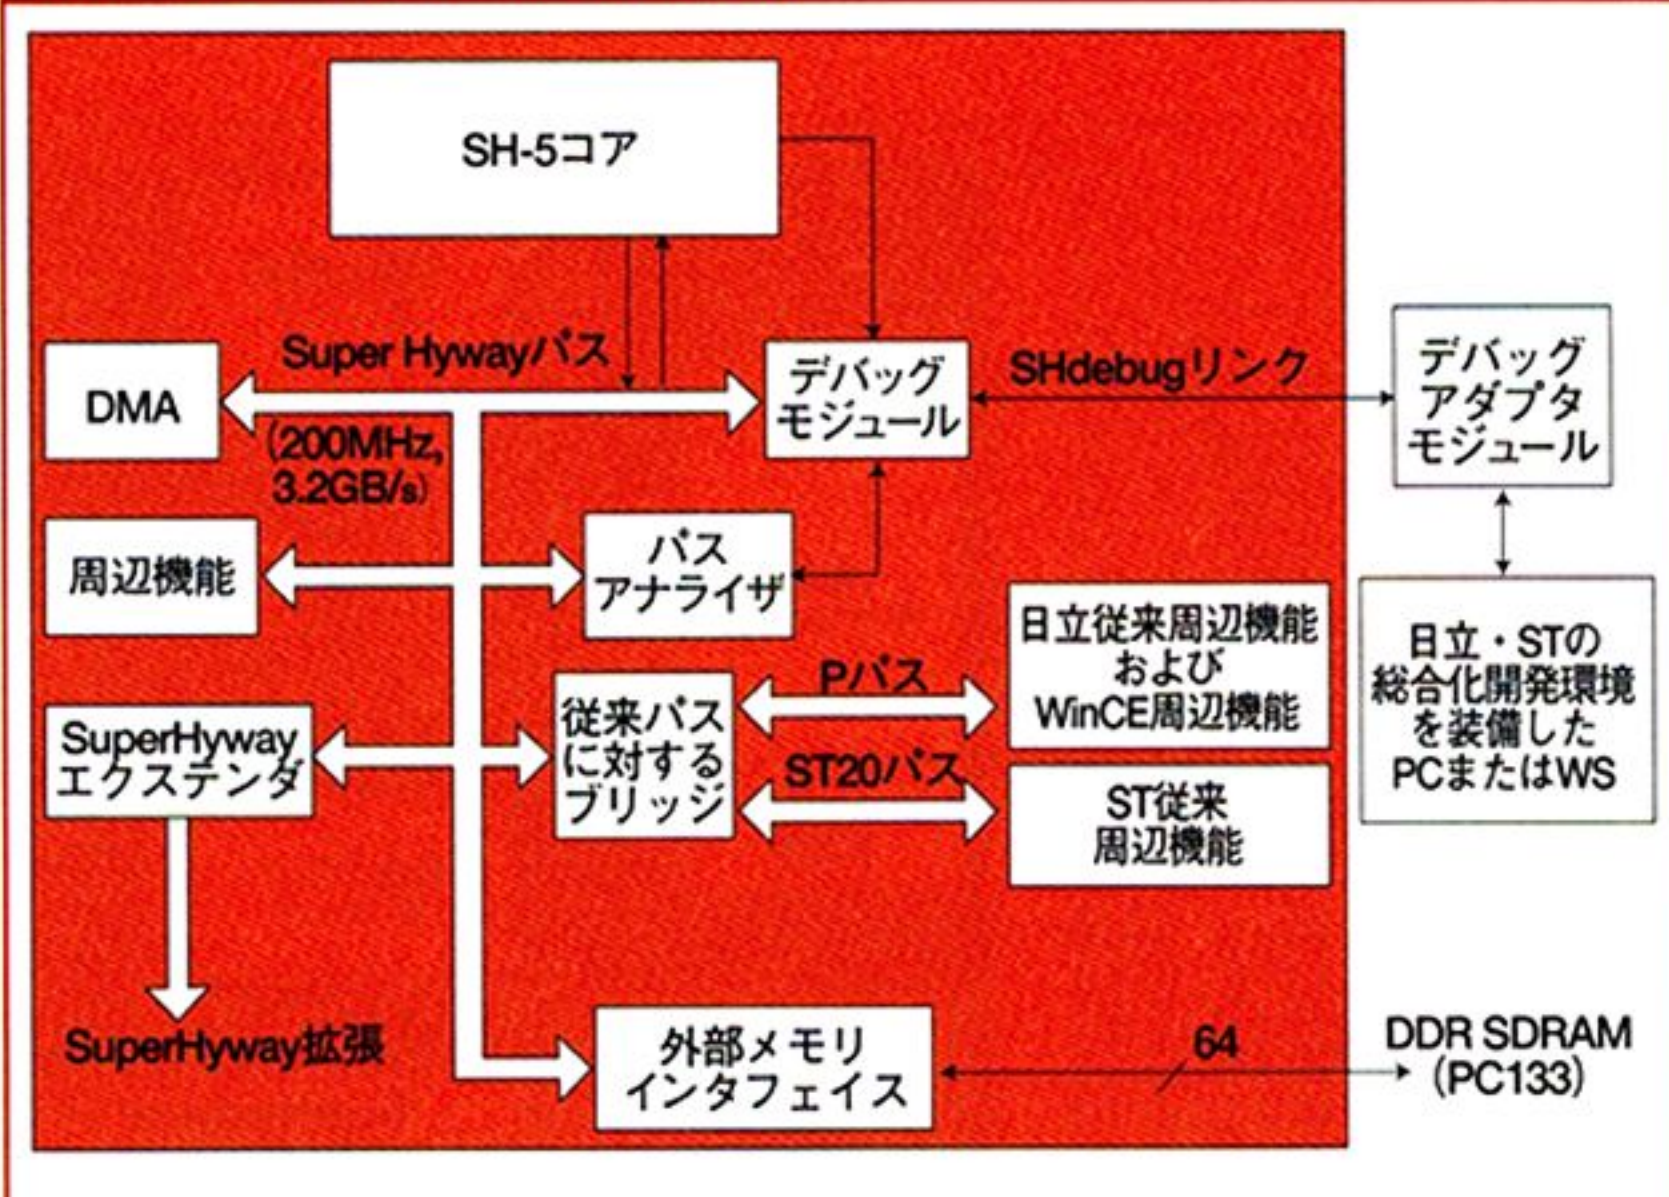 SH-5コア
Super Hywayバス
DMA
(200MHz,
3.2GB/s)
デバッグ
モジュール
SHdebugリンク
デバッグ
アダプタ
モジュール
周辺機能
バス
アナライザ
日立従来周辺機能
および
WinCE周辺機能
日立・STの
総合化開発環境
を装備した
PCまたはWS
SuperHyway
エクステンダ
従来バス
に対する
ブリッジ
Pバス
ST20バス
ST従来
周辺機能
SuperHyway拡張
外部メモリ
インタフェイス
64
DDR SDRAM
(PC133)